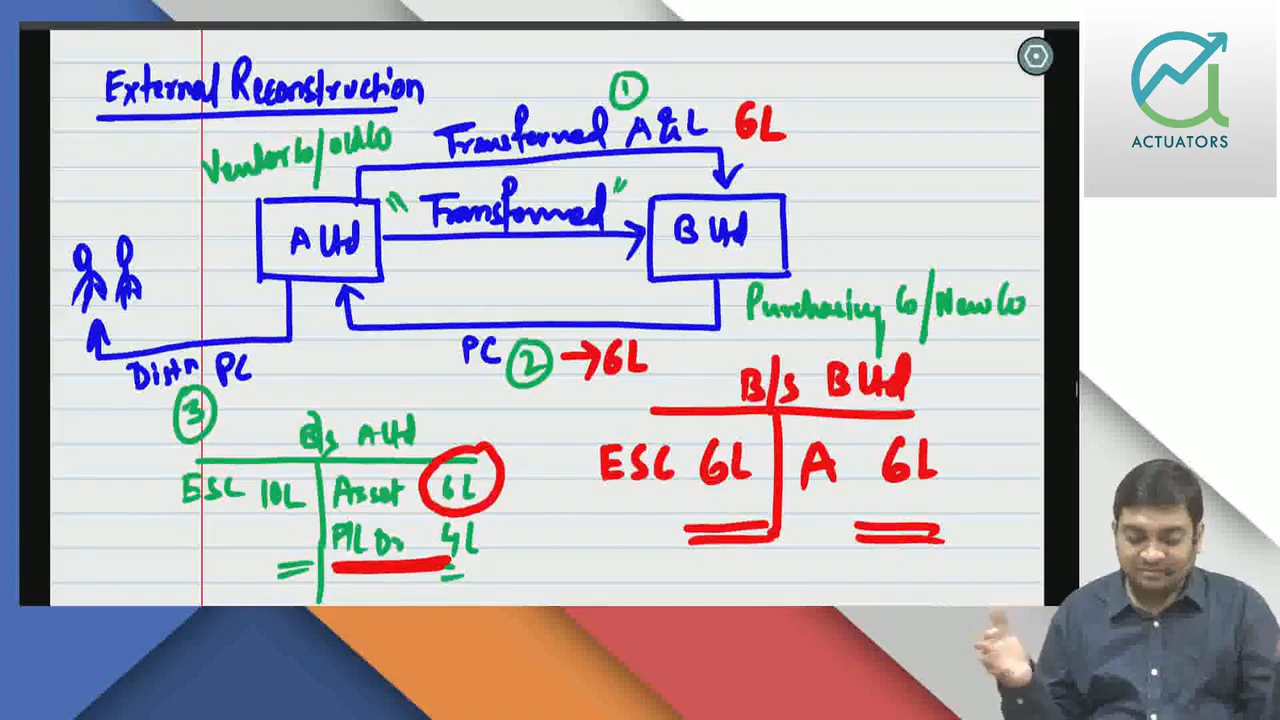 External Reconstruction
①
Transferred A & L 6L
Vendor Co/Old Co
"Transferred"
A Ltd
B Ltd
Purchasing Co/New Co
PC ② → 6L
Distn PC
③
B/s A Ltd
ESC 10L Asset 6L
P/L Dr 4L
B/s B Ltd
ESC 6L A 6L
ACTUATORS